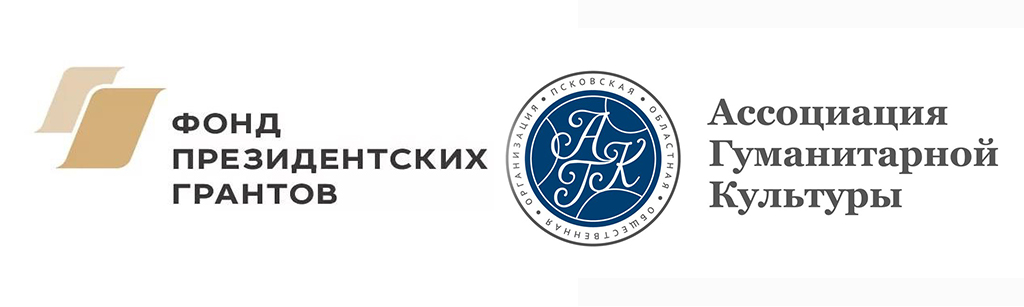 ФОНД
ПРЕЗИДЕНТСКИХ
ГРАНТОВ
ПСКОВСКАЯ • ОБЛАСТНАЯ • ОБЩЕСТВЕННАЯ • ОРГАНИЗАЦИЯ •
АГК
Ассоциация
Гуманитарной
Культуры